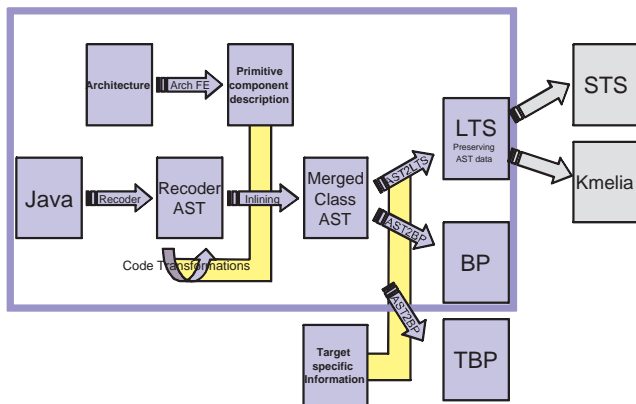 Architecture
Arch FE
Primitive
component
description
STS
LTS
Preserving
AST data
Kmelia
Java
Recoder
Recoder
AST
Inlining
Merged
Class
AST
AST2LTS
AST2BP
BP
Code Transformations
AST2BP
TBP
Target
specific
Information